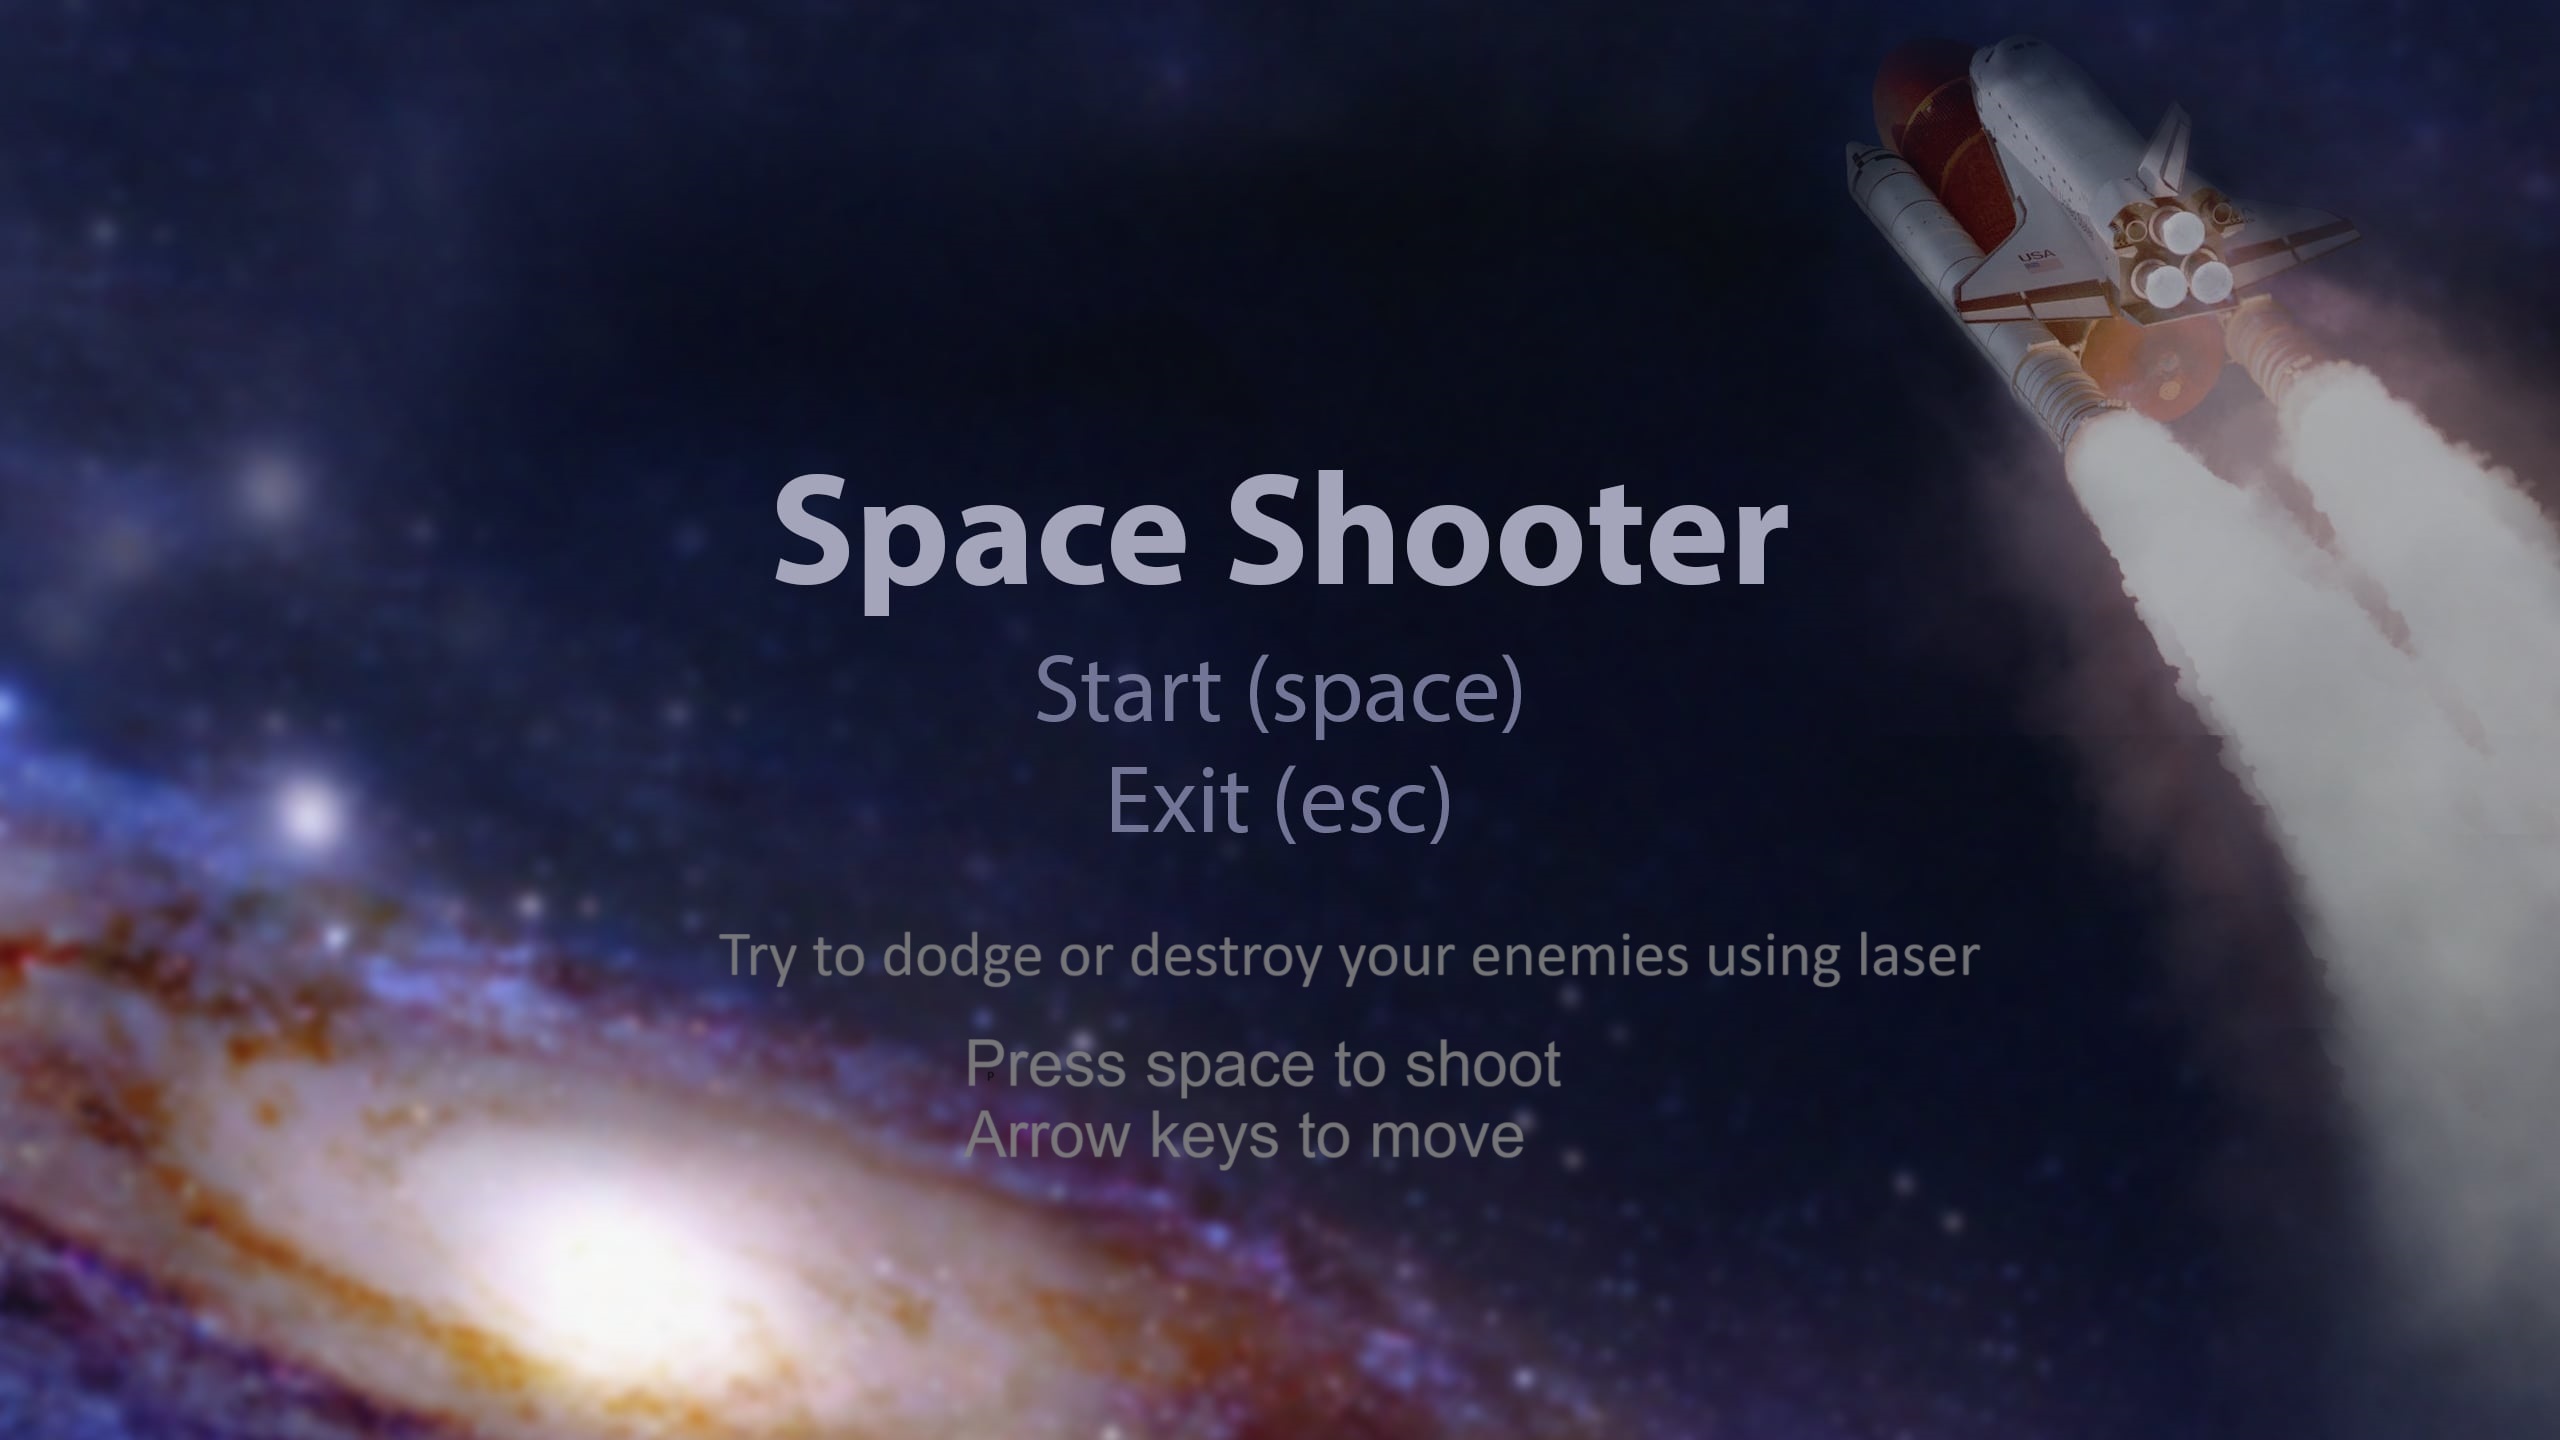 USA
Space Shooter
Start (space)
Exit (esc)
Try to dodge or destroy your enemies using laser
Press space to shoot
P
Arrow keys to move